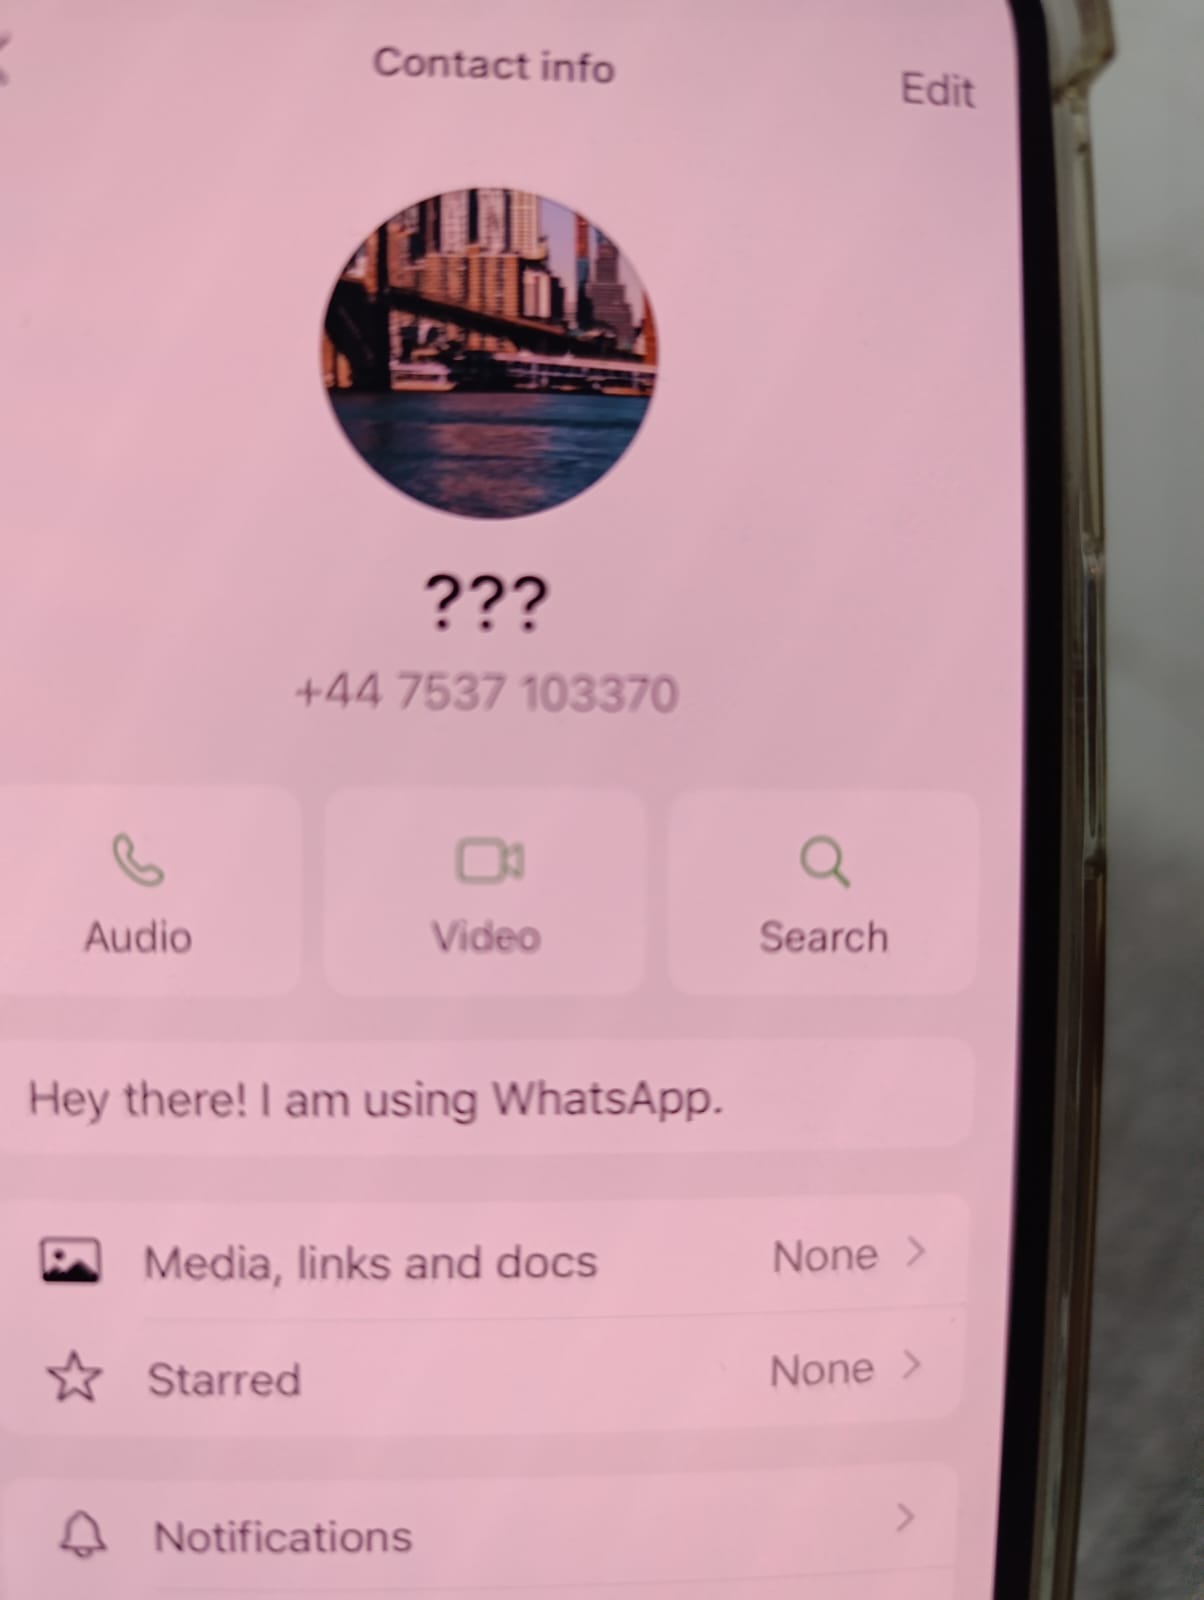 Contact info
Edit
???
+44 7537 103370
Audio
Video
Search
Hey there! I am using WhatsApp.
Media, links and docs
None
Starred
None
Notifications